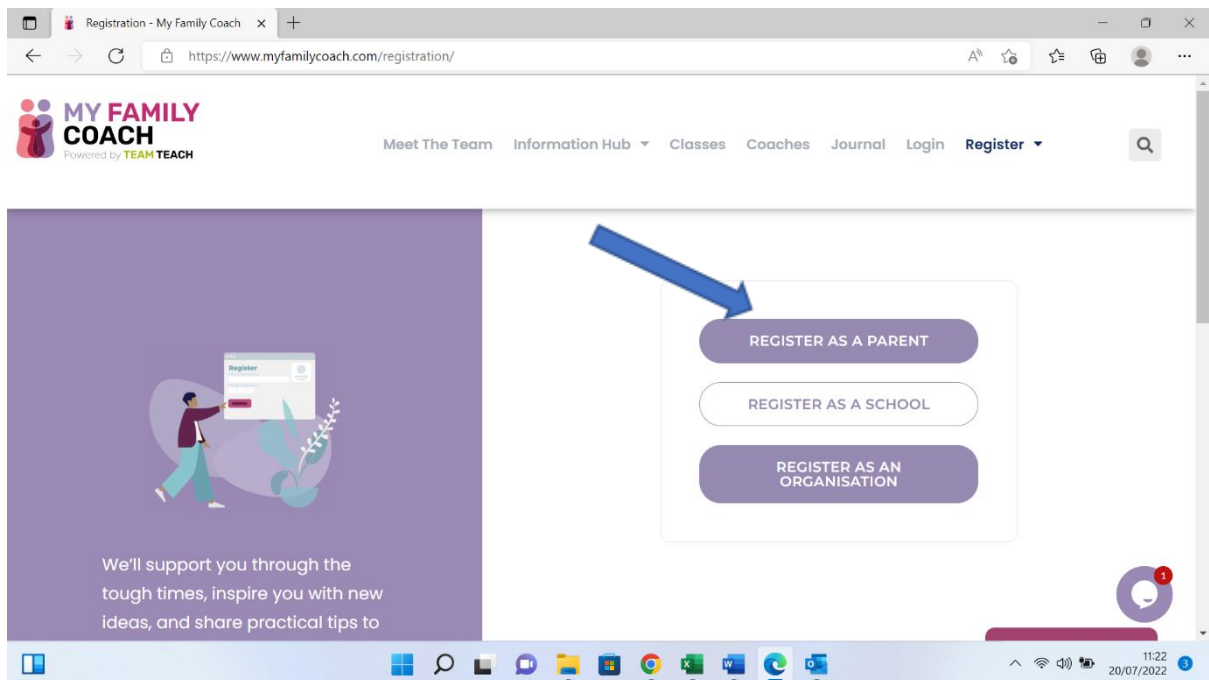 Registration - My Family Coach
https://www.myfamilycoach.com/registration/
MY FAMILY
COACH
Powered by TEAM TEACH
Meet The Team Information Hub Classes Coaches Journal Login Register
REGISTER AS A PARENT
REGISTER AS A SCHOOL
REGISTER AS AN
ORGANISATION
Register
We'll support you through the
tough times, inspire you with new
ideas, and share practical tips to
1
11:22
20/07/2022
3